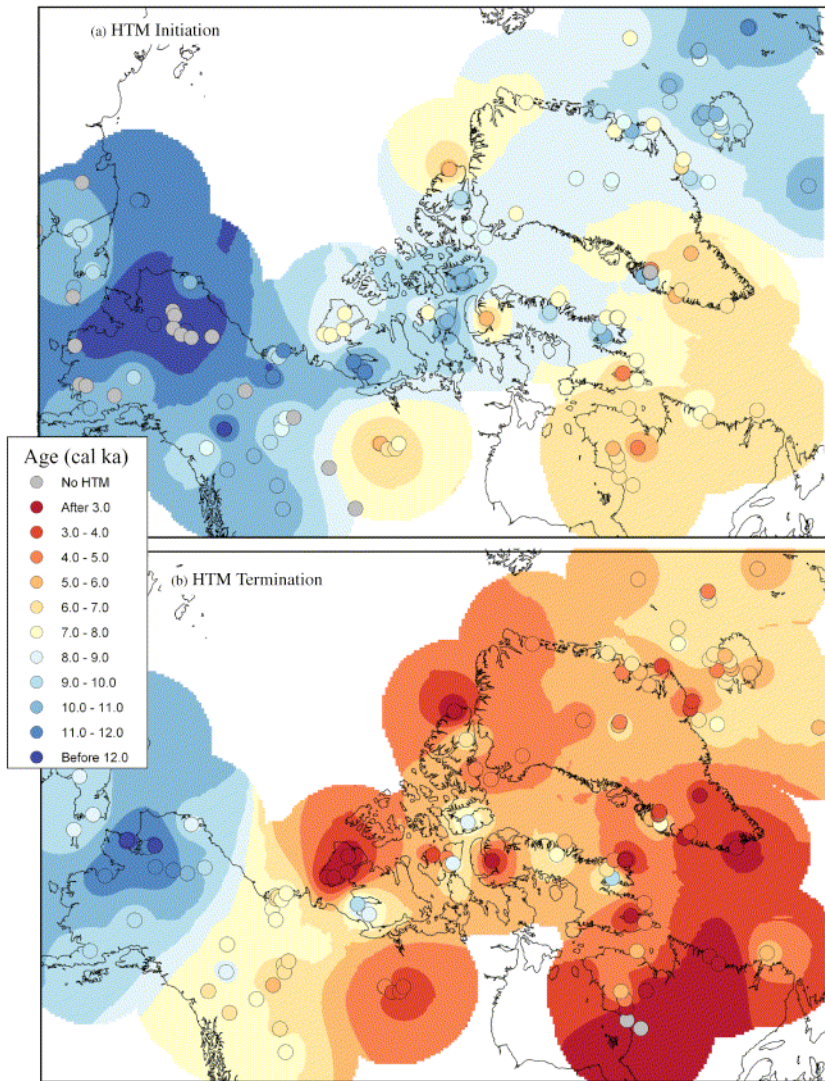 (a) HTM Initiation
Age (cal ka)
No HTM
After 3.0
3.0 - 4.0
4.0 - 5.0
5.0 - 6.0
6.0 - 7.0
7.0 - 8.0
8.0 - 9.0
9.0 - 10.0
10.0 - 11.0
11.0 - 12.0
Before 12.0
(b) HTM Termination